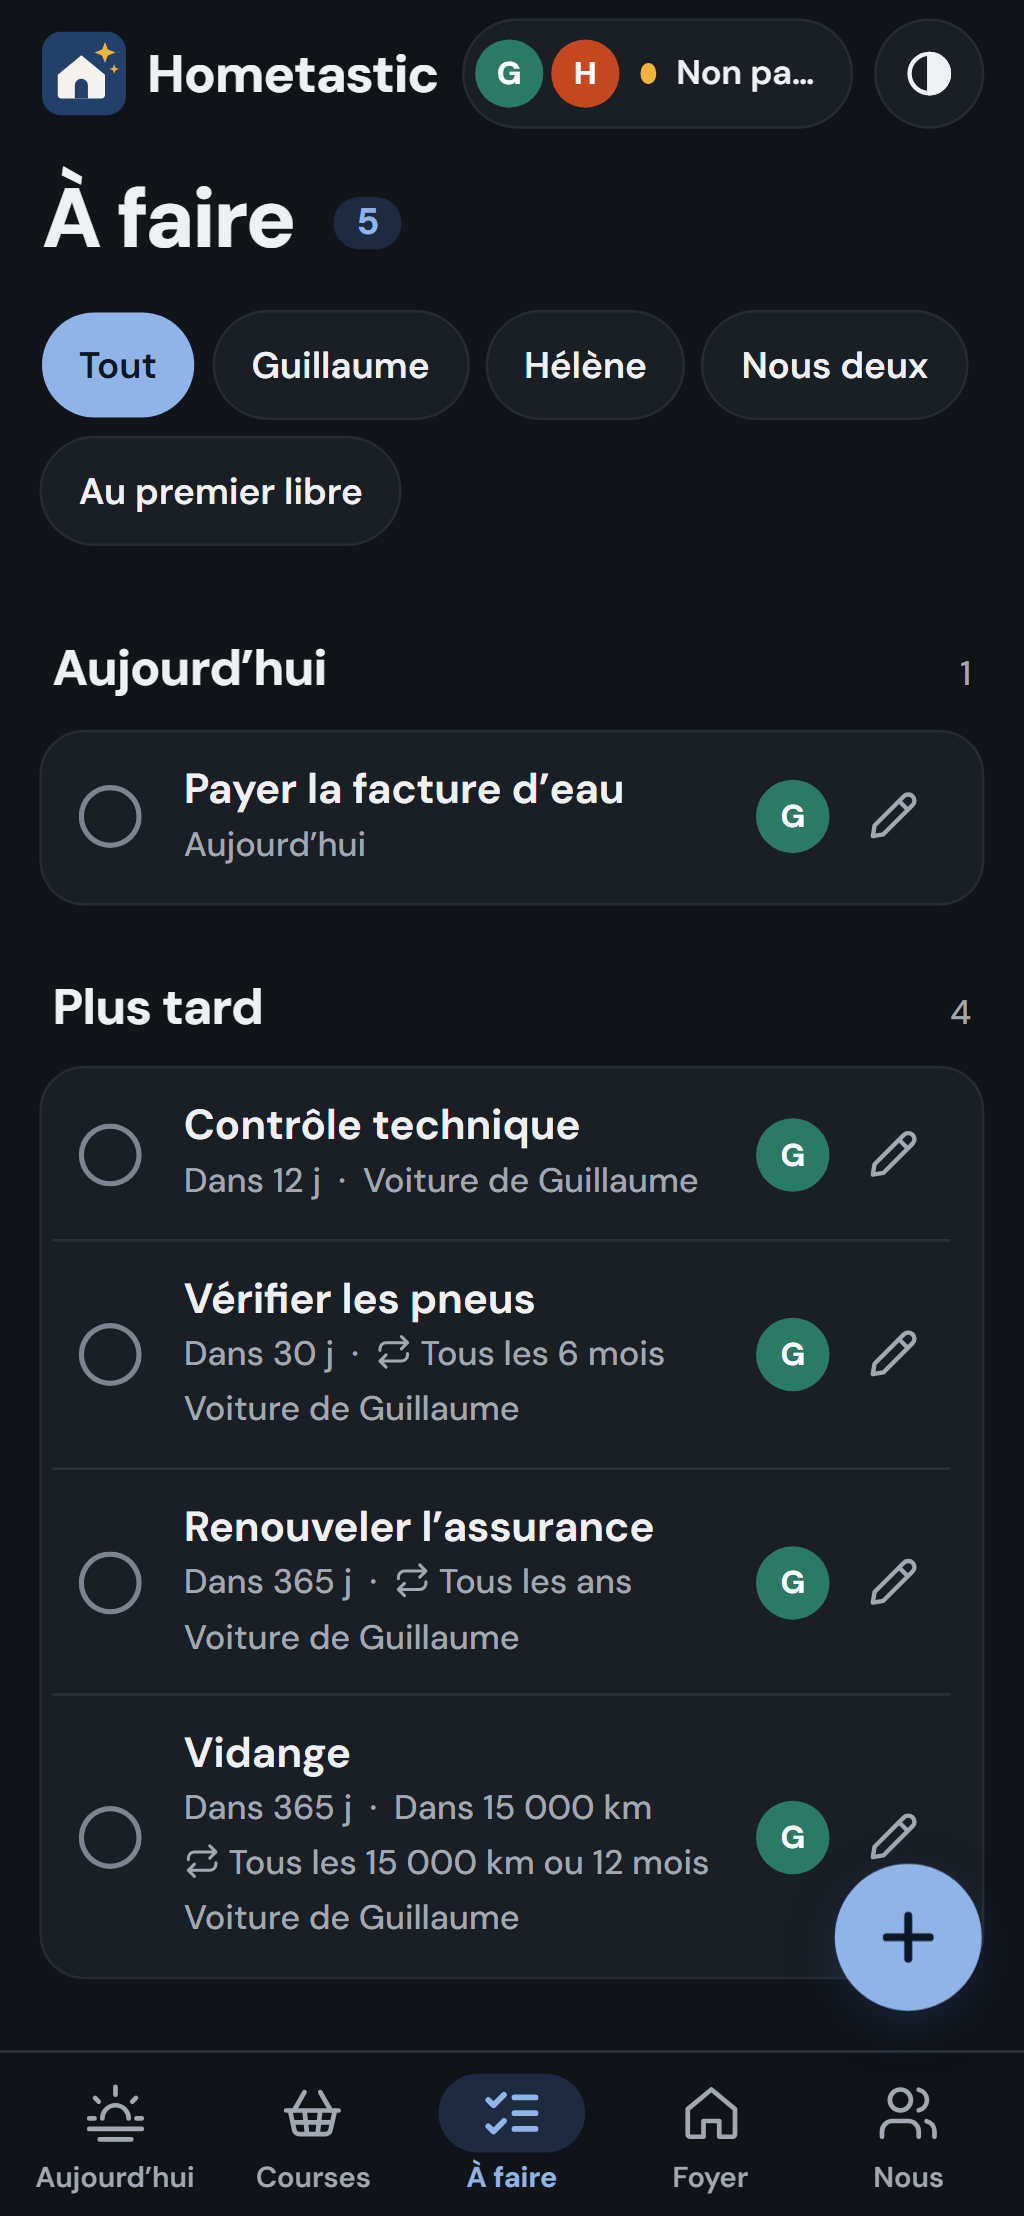 Hometastic
G H Non pa...
À faire 5
Tout Guillaume Hélène Nous deux
Au premier libre
Aujourd’hui 1
Payer la facture d’eau
Aujourd’hui
G
Plus tard 4
Contrôle technique
Dans 12 j · Voiture de Guillaume
G
Vérifier les pneus
Dans 30 j · Tous les 6 mois
Voiture de Guillaume
G
Renouveler l’assurance
Dans 365 j · Tous les ans
Voiture de Guillaume
G
Vidange
Dans 365 j · Dans 15 000 km
Tous les 15 000 km ou 12 mois
Voiture de Guillaume
G
Aujourd’hui Courses À faire Foyer Nous